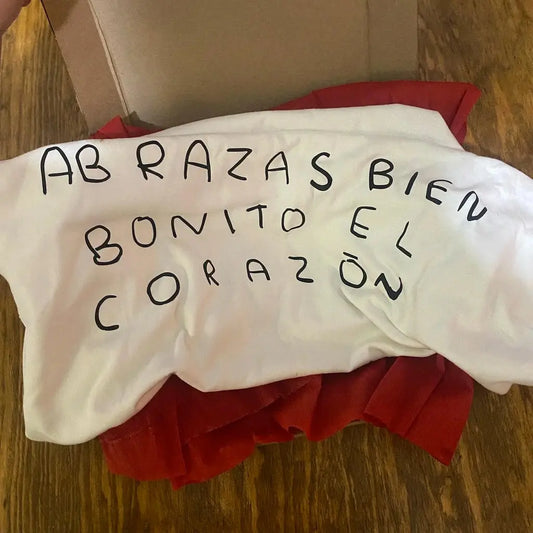 ABRAZAS BIEN
BONITO EL
CORAZÓN